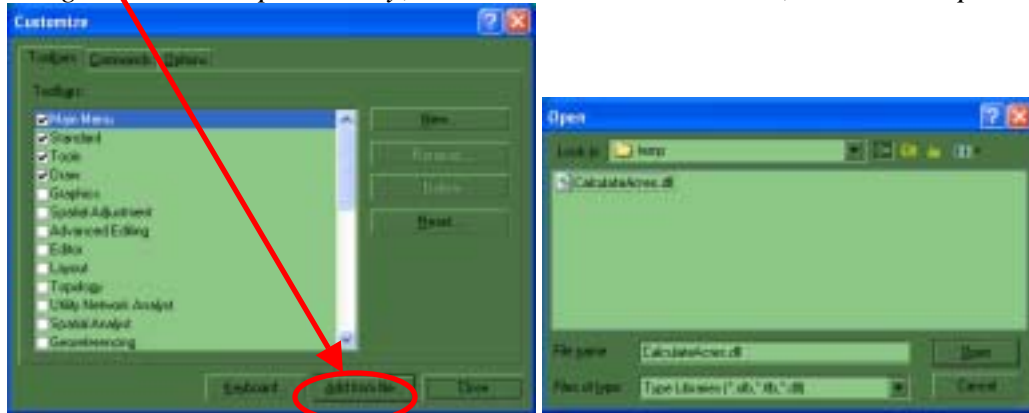 Customize
Toolbars Commands Options
Toolbars:
Main Menu
Standard
Tools
Draw
Graphics
Spatial Adjustment
Advanced Editing
Editor
Layout
Topology
Utility Network Analyst
Spatial Analyst
Georeferencing
New...
Rename...
Delete
Reset...
Keyboard... Add from file... Close
Open
Look in: temp
CalculateAcres.dll
File name: CalculateAcres.dll Open
Files of type: Type Libraries (*.olb,*.tlb,*.dll) Cancel